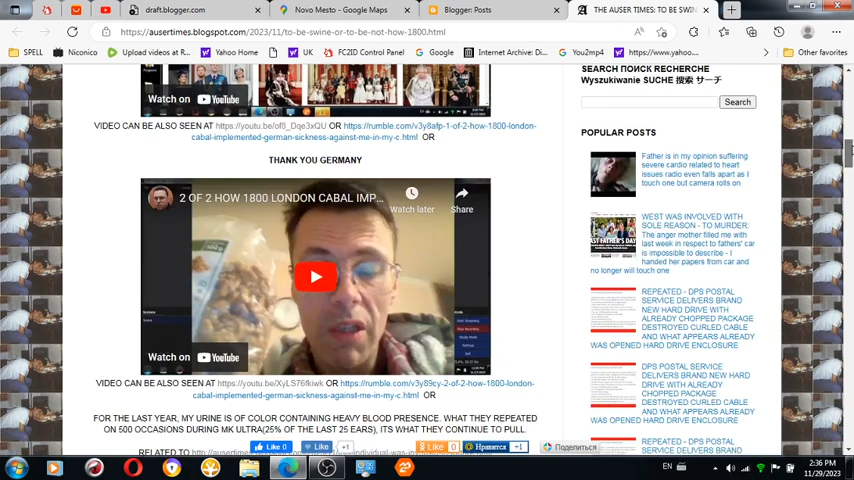 draft.blogger.com
Novo Mesto - Google Maps
Blogger: Posts
THE AUSER TIMES: TO BE SWIN
https://ausertimes.blogspot.com/2023/11/to-be-swine-or-to-be-not-how-1800.html
SPELL
Niconico
Upload videos at R...
Yahoo Home
UK
FC2ID Control Panel
Google
Internet Archive: Di...
You2mp4
https://www.yahoo....
Other favorites
Watch on YouTube
VIDEO CAN BE ALSO SEEN AT https://youtu.be/of8_Dqe3xQU OR https://rumble.com/v3y8afp-1-of-2-how-1800-london-
cabal-implemented-german-sickness-against-me-in-my-c.html OR
THANK YOU GERMANY
2 OF 2 HOW 1800 LONDON CABAL IMP...
Watch later
Share
Watch on YouTube
VIDEO CAN BE ALSO SEEN AT https://youtu.be/XyLS76fkiwk OR https://rumble.com/v3y89cy-2-of-2-how-1800-london-
cabal-implemented-german-sickness-against-me-in-my-c.html OR
FOR THE LAST YEAR, MY URINE IS OF COLOR CONTAINING HEAVY BLOOD PRESENCE. WHAT THEY REPEATED
ON 500 OCCASIONS DURING MK ULTRA(25% OF THE LAST 25 EARS), ITS WHAT THEY CONTINUE TO PULL.
RELATED TO
Like 0
Like
+1
Like
0
Нравится
+1
Поделиться
SEARCH ПОИСК RECHERCHE
Wyszukiwanie SUCHE 搜索 サーチ
Search
POPULAR POSTS
Father is in my opinion suffering
severe cardio related to heart
issues radio even falls apart as I
touch one but camera rolls on
WEST WAS INVOLVED WITH
SOLE REASON - TO MURDER:
The anger mother filled me with
last week in respect to fathers' car
is impossible to describe - I
handed her papers from car and
no longer will touch one
REPEATED - DPS POSTAL
SERVICE DELIVERS BRAND
NEW HARD DRIVE WITH
ALREADY CHOPPED PACKAGE
DESTROYED CURLED CABLE
AND WHAT APPEARS ALREADY
WAS OPENED HARD DRIVE ENCLOSURE
DPS POSTAL SERVICE
DELIVERS BRAND NEW HARD
DRIVE WITH ALREADY
CHOPPED PACKAGE
DESTROYED CURLED CABLE
AND WHAT APPEARS ALREADY
WAS OPENED HARD DRIVE ENCLOSURE
REPEATED - DPS POSTAL
EN
2:36 PM
11/29/2023